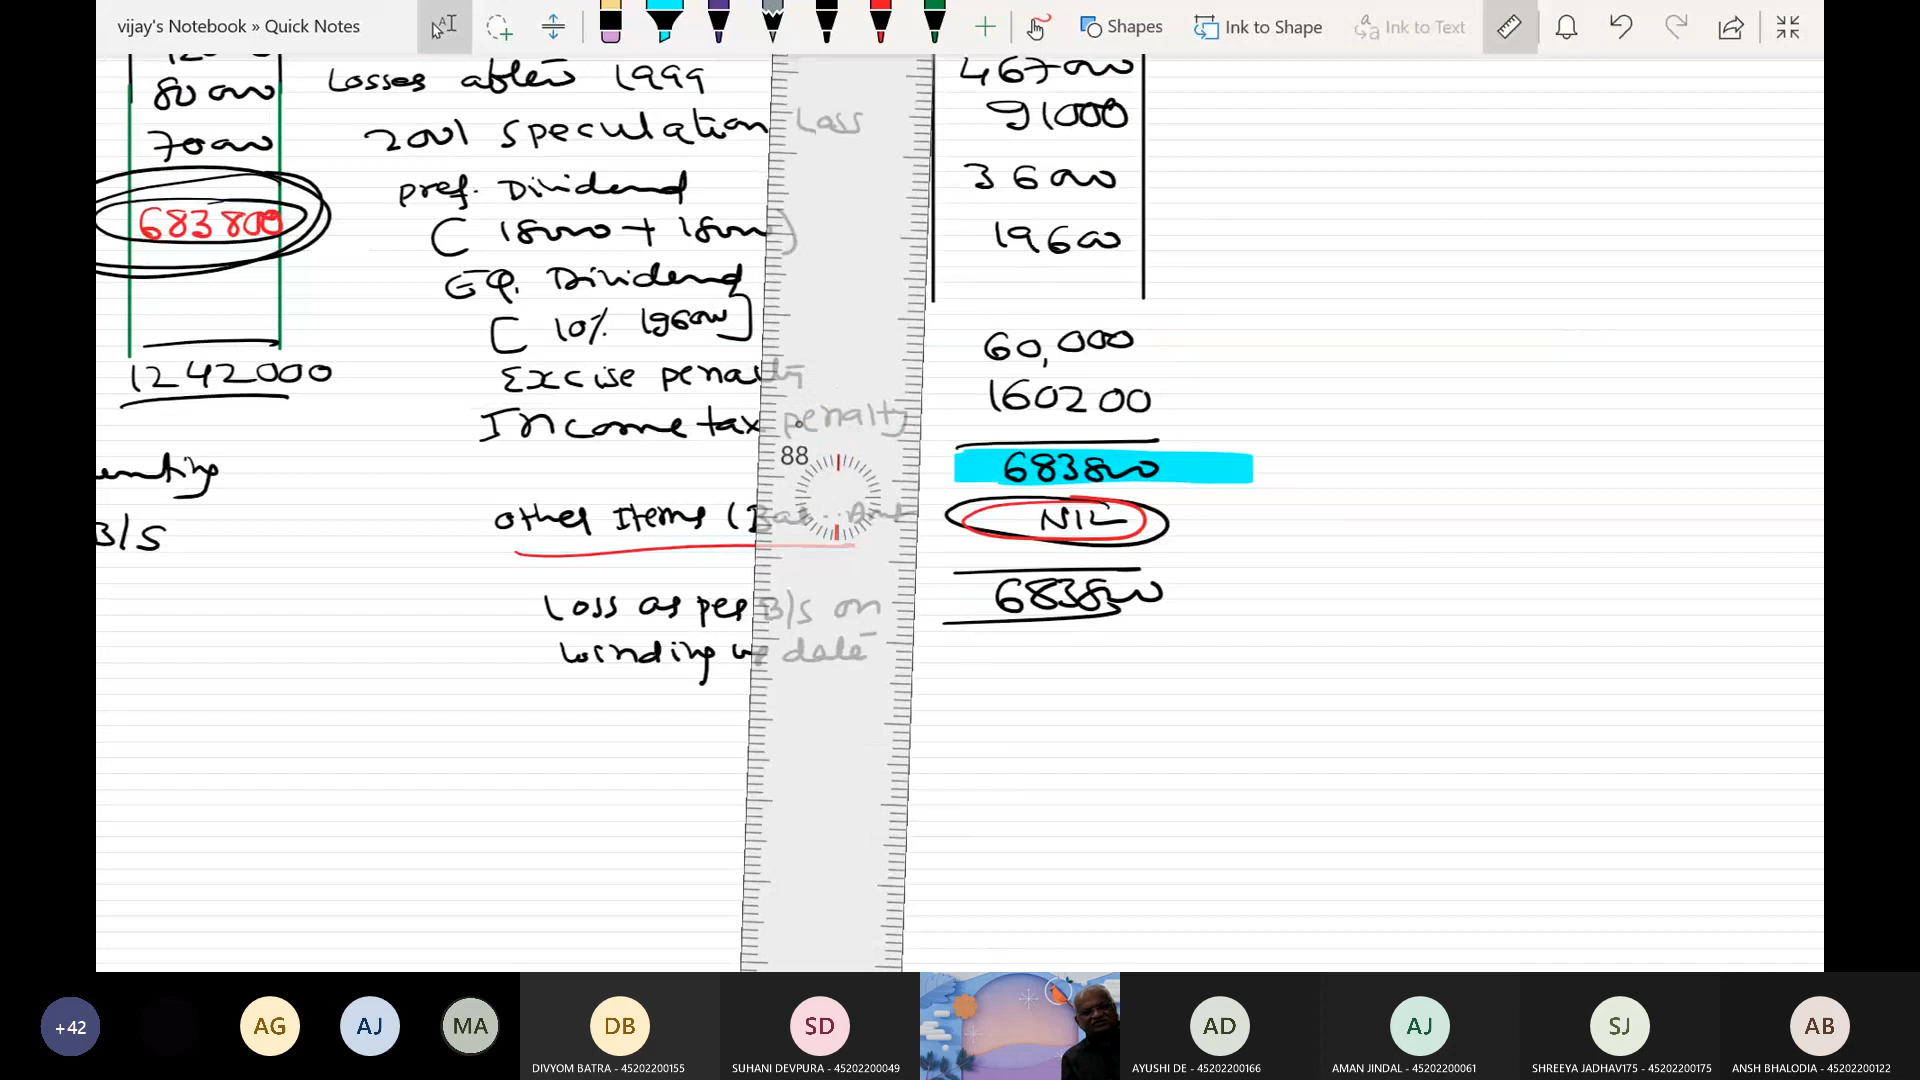 vijay's Notebook » Quick Notes
Shapes
Ink to Shape
Ink to Text
80000
70000
683800
1242000
B/S
Losses after 1999
2001 Speculation Loss
Pref. Dividend
( 18000 + 18000 )
EQ. Dividend
[ 10% 19600 ]
Excise penalty
Income tax penalty
88
other Items (Bal. Amt
Loss as per B/S on
winding up date
467000
91000
36000
19600
60,000
160200
683800
NIL
683800
+42
AG
AJ
MA
DB
DIVYOM BATRA - 45202200155
SD
SUHANI DEVPURA - 45202200049
AD
AYUSHI DE - 45202200166
AJ
AMAN JINDAL - 45202200061
SJ
SHREEYA JADHAV175 - 45202200175
AB
ANSH BHALODIA - 45202200122